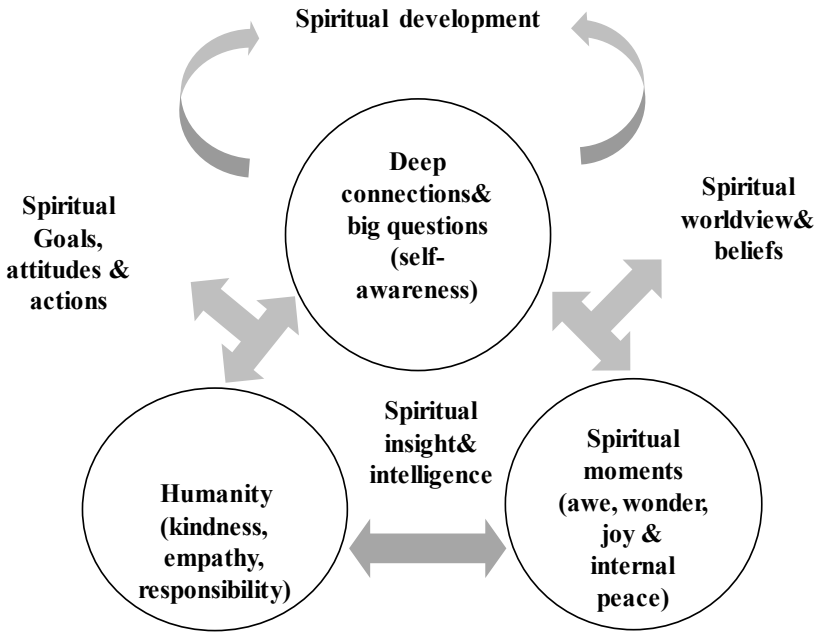 Spiritual development
Deep
connections&
big questions
(self-
awareness)
Spiritual
Goals,
attitudes &
actions
Spiritual
worldview&
beliefs
Spiritual
insight&
intelligence
Humanity
(kindness,
empathy,
responsibility)
Spiritual
moments
(awe, wonder,
joy &
internal
peace)